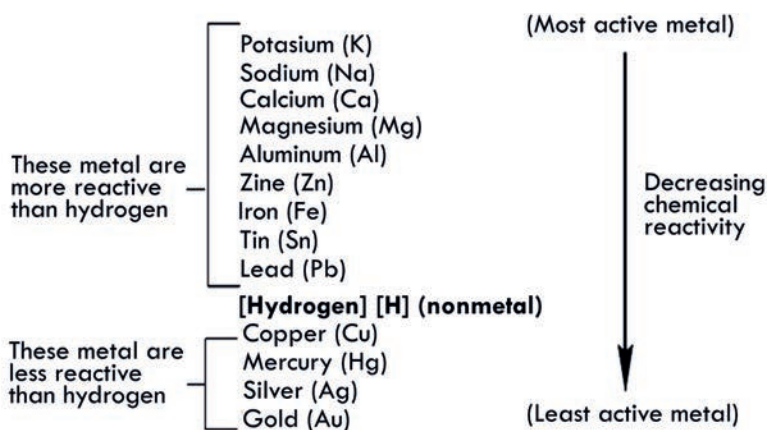 (Most active metal)
Potasium (K)
Sodium (Na)
Calcium (Ca)
Magnesium (Mg)
Aluminum (Al)
Zine (Zn)
Iron (Fe)
Tin (Sn)
Lead (Pb)
These metal are
more reactive
than hydrogen
[Hydrogen] [H] (nonmetal)
Copper (Cu)
Mercury (Hg)
Silver (Ag)
Gold (Au)
These metal are
less reactive
than hydrogen
Decreasing
chemical
reactivity
(Least active metal)